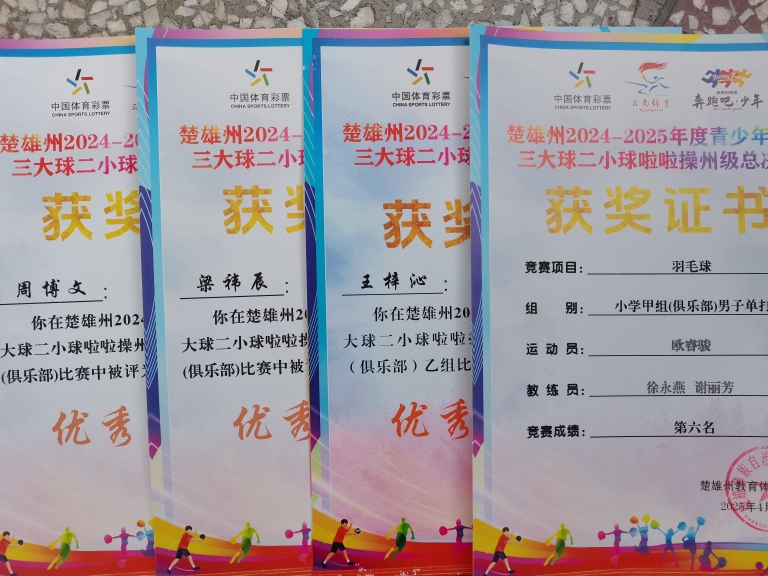 中国体育彩票
CHINA SPORTS LOTTERY
楚雄州2024-20
三大球二小球
获奖
周博文：
你在楚雄州202
大球二小球啦啦操州
(俱乐部)比赛中被评为
优秀
中国体育彩票
CHINA SPORTS LOTTERY
楚雄州2024-
三大球二小球
获奖
梁祎辰：
你在楚雄州20
大球二小球啦啦操
(俱乐部)比赛中被
优秀
中国体育彩票
CHINA SPORTS LOTTERY
楚雄州2024-2
三大球二小球
获奖
王梓沁：
你在楚雄州20
大球二小球啦啦操
（俱乐部）乙组比
优秀
中国体育彩票
CHINA SPORTS LOTTERY
云南体育
奔跑吧·少年
楚雄州2024-2025年度青少年
三大球二小球啦啦操州级总决
获奖证书
竞赛项目：羽毛球
组别：小学甲组(俱乐部)男子单打
运动员：欧睿骏
教练员：徐永燕 谢丽芳
竞赛成绩：第六名
楚雄州教育体
2025年4月